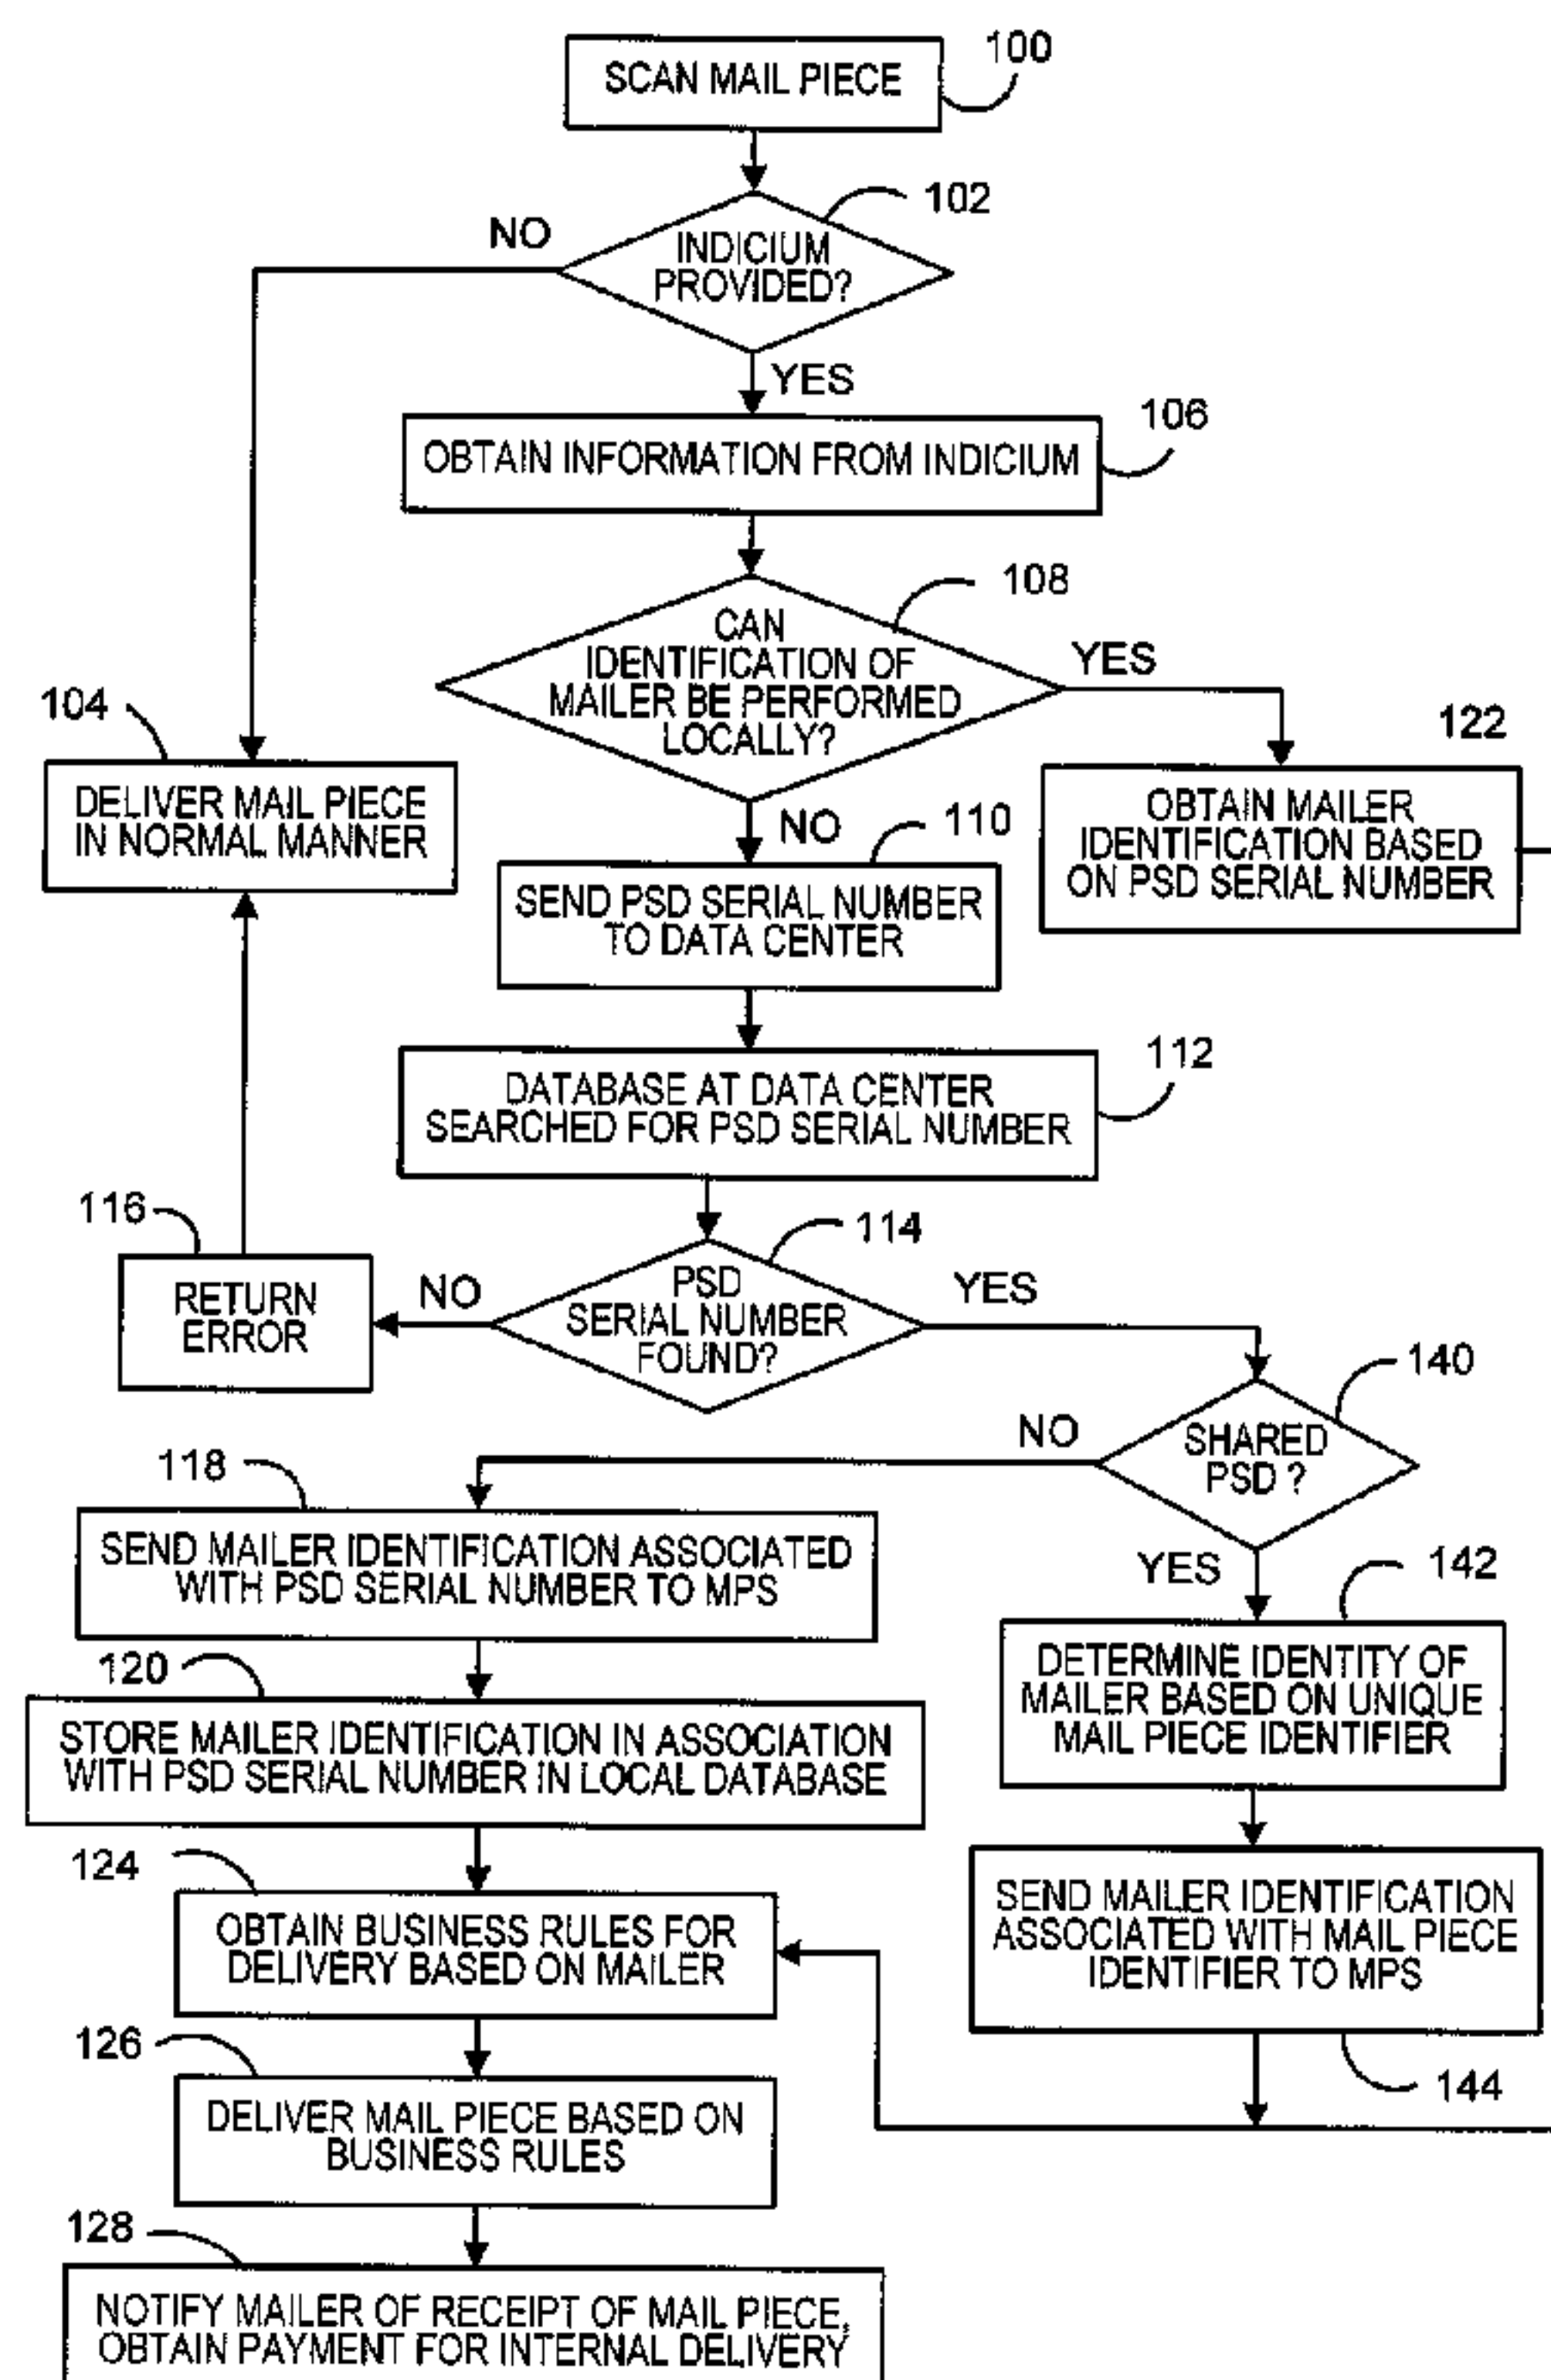 SCAN MAIL PIECE
100
INDICIUM
PROVIDED?
102
NO
YES
OBTAIN INFORMATION FROM INDICIUM
106
CAN
IDENTIFICATION OF
MAILER BE PERFORMED
LOCALLY?
108
YES
NO
104
DELIVER MAIL PIECE
IN NORMAL MANNER
122
OBTAIN MAILER
IDENTIFICATION BASED
ON PSD SERIAL NUMBER
110
SEND PSD SERIAL NUMBER
TO DATA CENTER
112
DATABASE AT DATA CENTER
SEARCHED FOR PSD SERIAL NUMBER
114
PSD
SERIAL NUMBER
FOUND?
NO
YES
116
RETURN
ERROR
140
SHARED
PSD ?
NO
YES
118
SEND MAILER IDENTIFICATION ASSOCIATED
WITH PSD SERIAL NUMBER TO MPS
142
DETERMINE IDENTITY OF
MAILER BASED ON UNIQUE
MAIL PIECE IDENTIFIER
120
STORE MAILER IDENTIFICATION IN ASSOCIATION
WITH PSD SERIAL NUMBER IN LOCAL DATABASE
124
OBTAIN BUSINESS RULES FOR
DELIVERY BASED ON MAILER
SEND MAILER IDENTIFICATION
ASSOCIATED WITH MAIL PIECE
IDENTIFIER TO MPS
144
126
DELIVER MAIL PIECE BASED ON
BUSINESS RULES
128
NOTIFY MAILER OF RECEIPT OF MAIL PIECE,
OBTAIN PAYMENT FOR INTERNAL DELIVERY